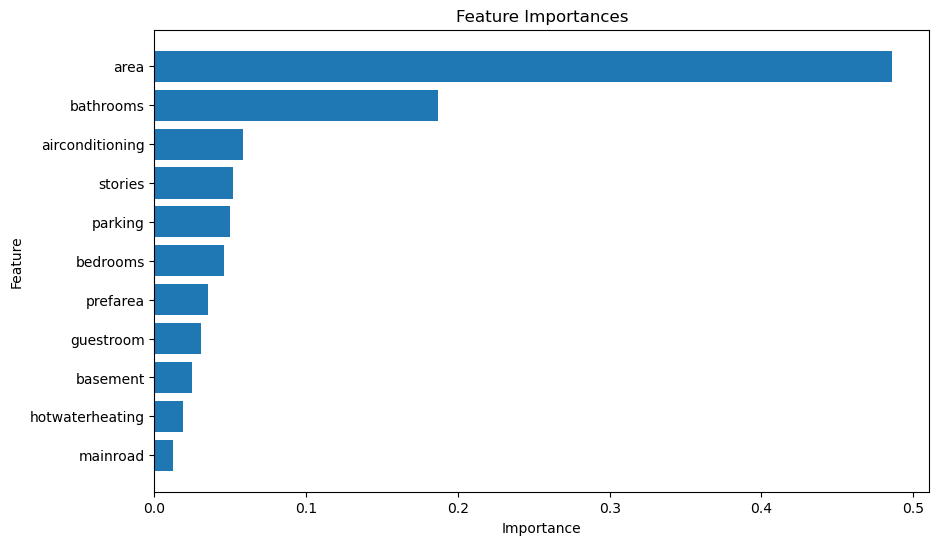 Feature Importances
area
bathrooms
airconditioning
stories
parking
bedrooms
prefarea
guestroom
basement
hotwaterheating
mainroad
Feature
0.0 0.1 0.2 0.3 0.4 0.5
Importance